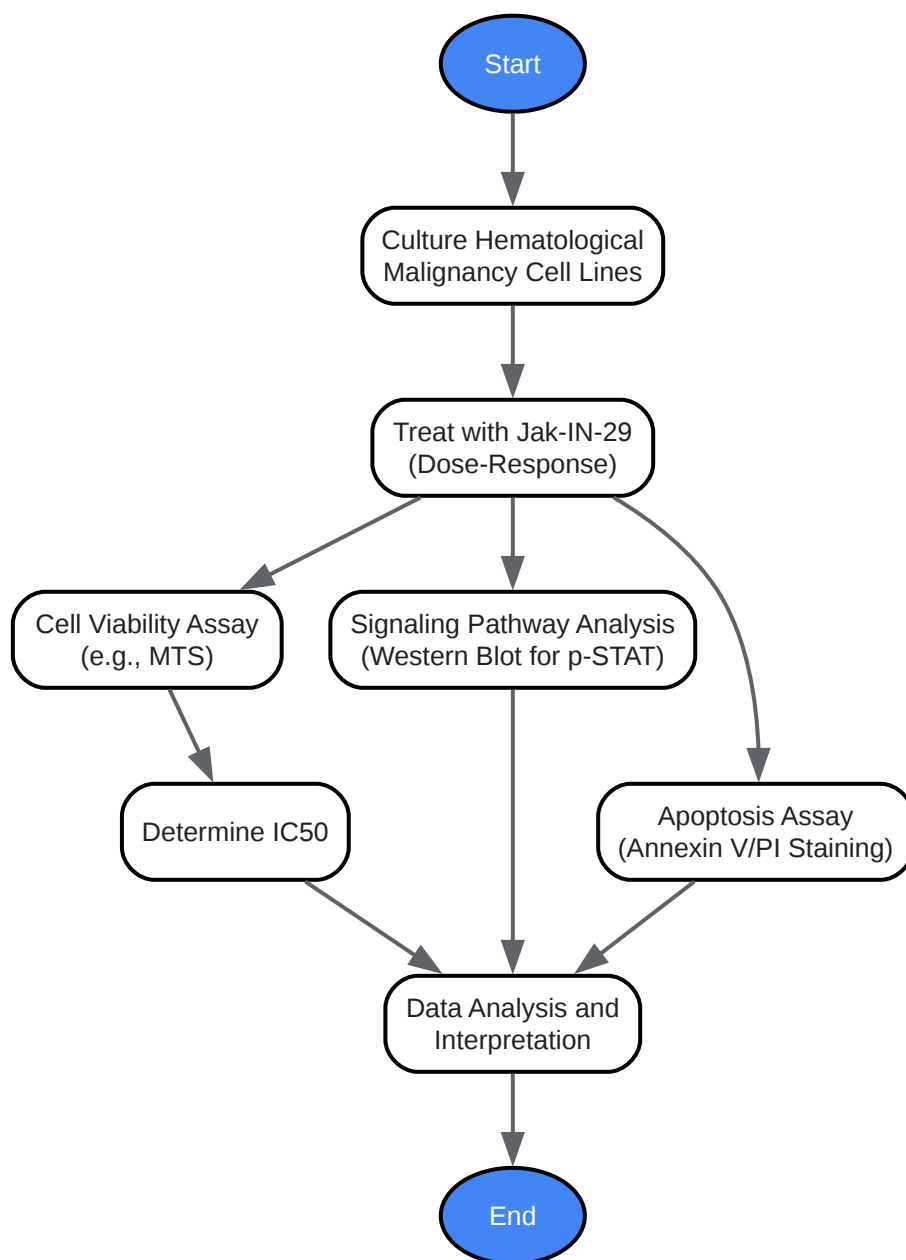 Start
Culture Hematological
Malignancy Cell Lines
Treat with Jak-IN-29
(Dose-Response)
Cell Viability Assay
(e.g., MTS)
Signaling Pathway Analysis
(Western Blot for p-STAT)
Determine IC50
Apoptosis Assay
(Annexin V/PI Staining)
Data Analysis and
Interpretation
End